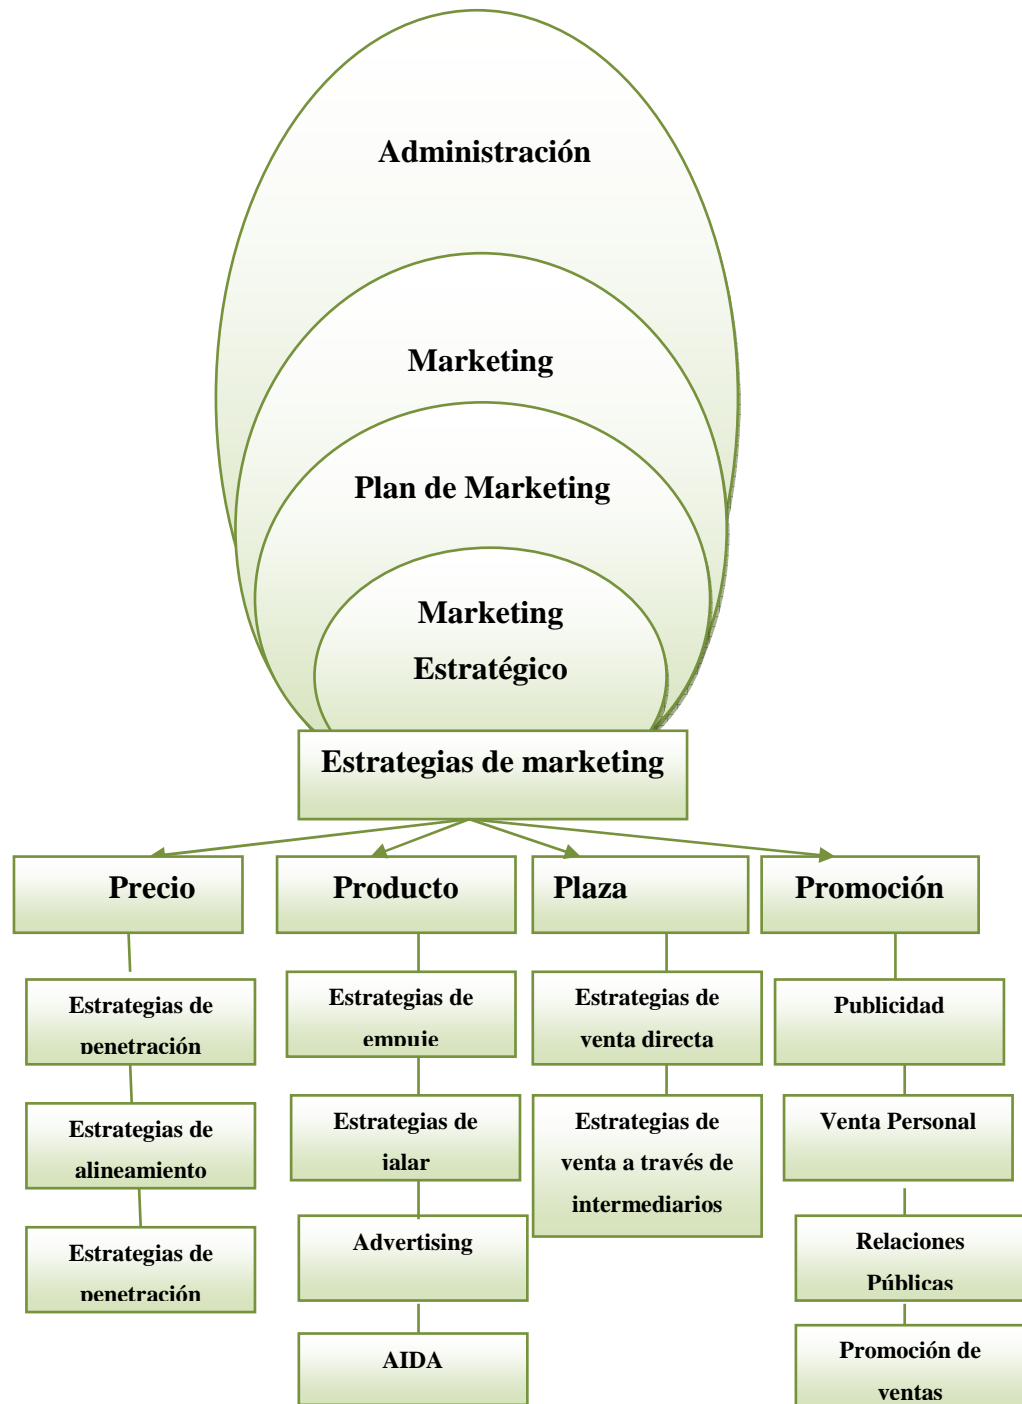 Administración
Marketing
Plan de Marketing
Marketing
Estratégico
Estrategias de marketing
Precio
Producto
Plaza
Promoción
Estrategias de
penetración
Estrategias de
alineamiento
Estrategias de
penetración
Estrategias de
empuje
Estrategias de
jalar
Advertising
AIDA
Estrategias de
venta directa
Estrategias de
venta a través de
intermediarios
Publicidad
Venta Personal
Relaciones
Públicas
Promoción de
ventas